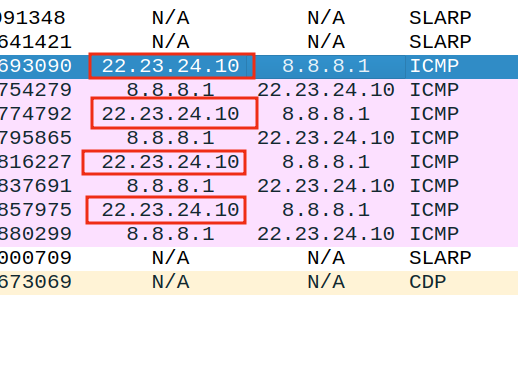 091348 N/A N/A SLARP
641421 N/A N/A SLARP
693090 22.23.24.10 8.8.8.1 ICMP
754279 8.8.8.1 22.23.24.10 ICMP
774792 22.23.24.10 8.8.8.1 ICMP
795865 8.8.8.1 22.23.24.10 ICMP
816227 22.23.24.10 8.8.8.1 ICMP
837691 8.8.8.1 22.23.24.10 ICMP
857975 22.23.24.10 8.8.8.1 ICMP
880299 8.8.8.1 22.23.24.10 ICMP
000709 N/A N/A SLARP
673069 N/A N/A CDP